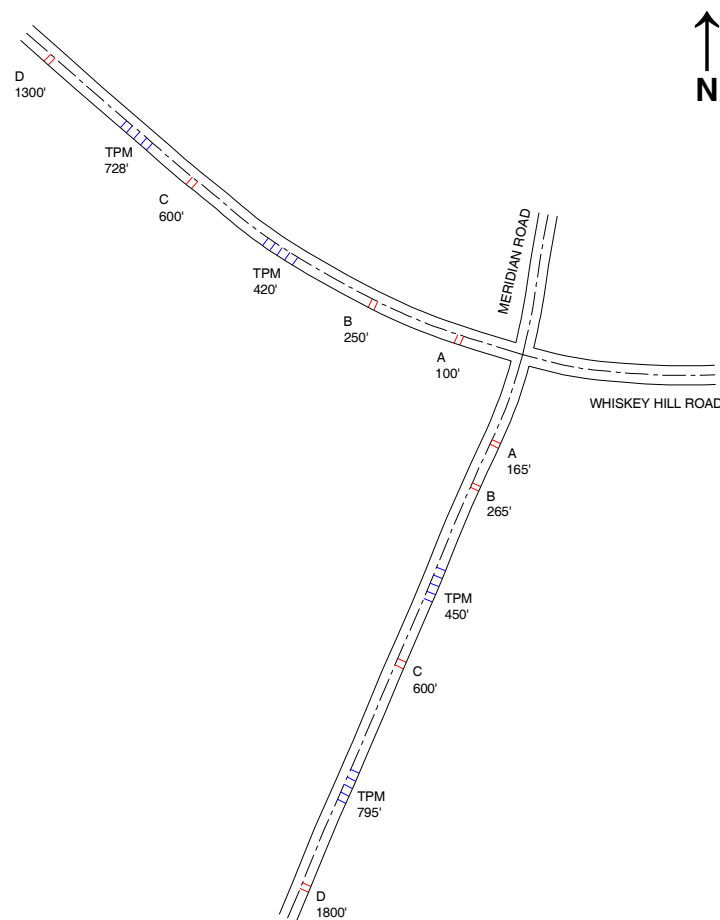 N
D
1300'
TPM
728'
C
600'
TPM
420'
B
250'
A
100'
MERIDIAN ROAD
WHISKEY HILL ROAD
A
165'
B
265'
TPM
450'
C
600'
TPM
795'
D
1800'